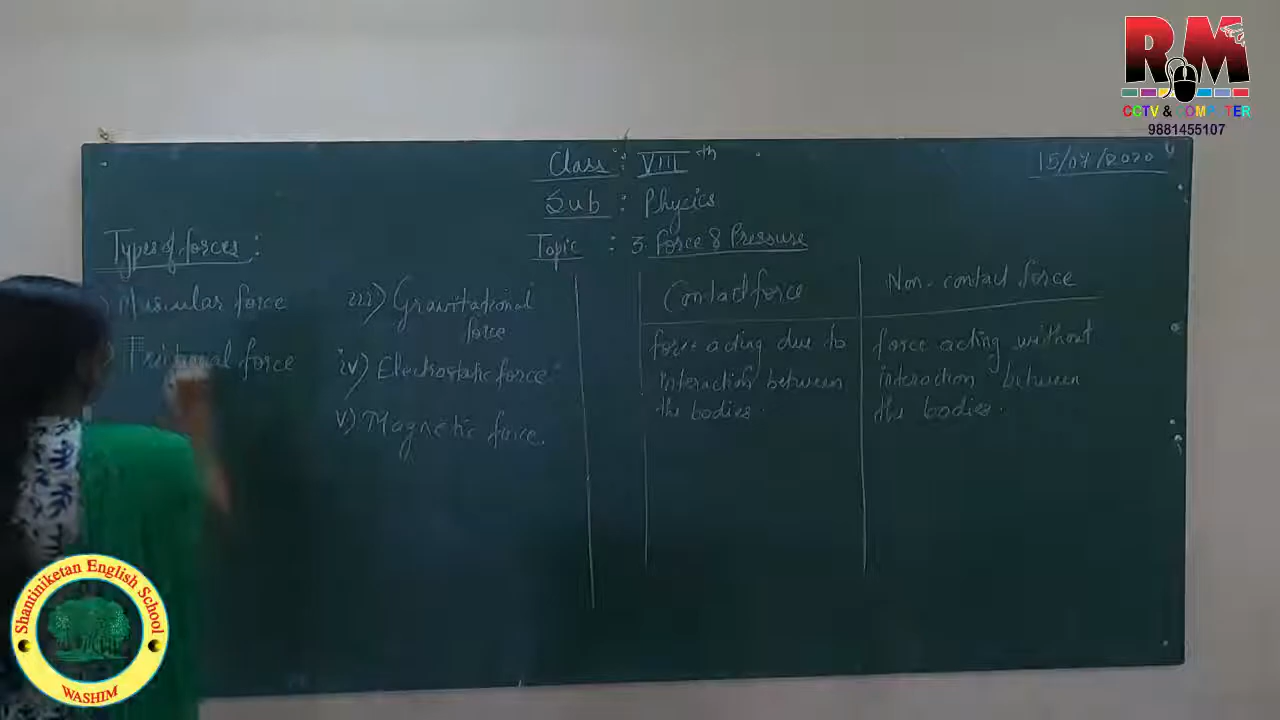 RM
CCTV & COMPUTER
9881455107
Class : VIIIth
15/07/2020
Sub : Physics
Topic : 3. Force & Pressure
Types of forces :
Muscular force
Frictional force
iii) Gravitational
force
iv) Electrostatic force
v) Magnetic force.
Contact force
force acting due to
interaction between
the bodies.
Non-contact force
force acting without
interaction between
the bodies.
Shantiniketan English School
WASHIM